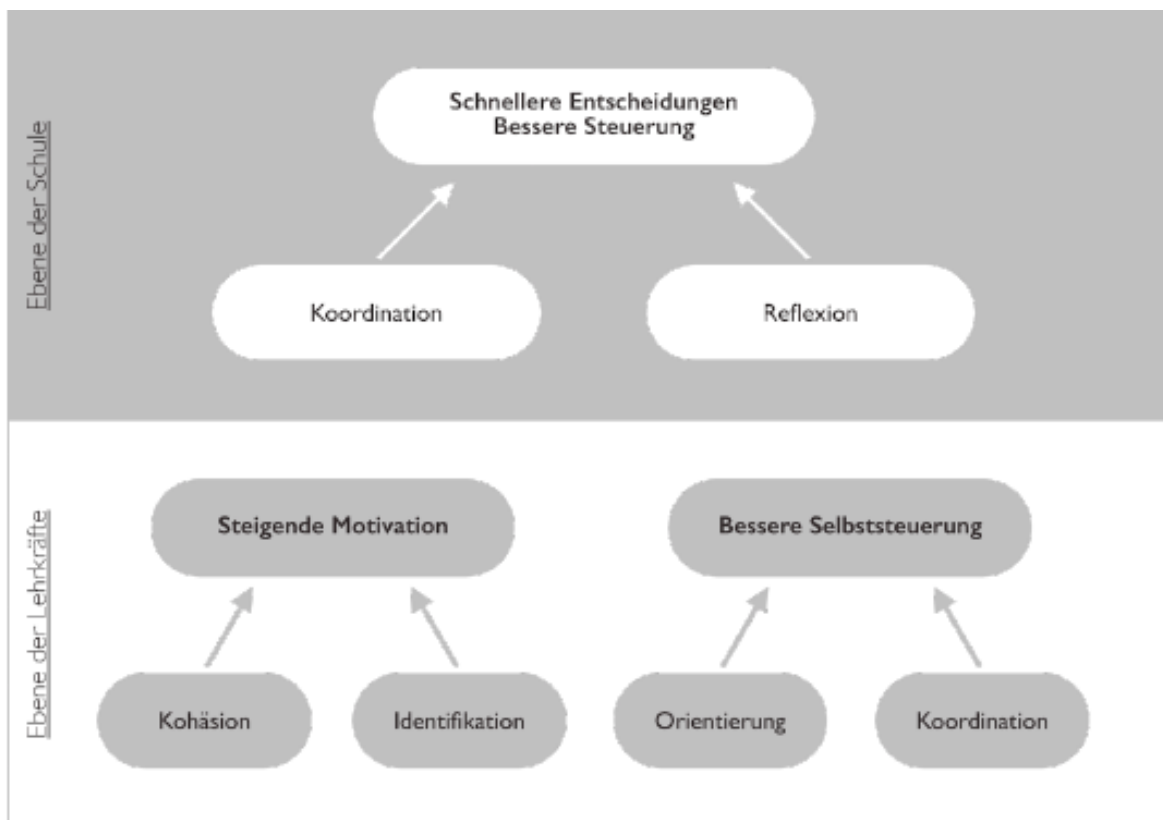 Ebene der Schule
Schnellere Entscheidungen
Bessere Steuerung
Koordination
Reflexion
Ebene der Lehrkräfte
Steigende Motivation
Bessere Selbststeuerung
Kohäsion
Identifikation
Orientierung
Koordination